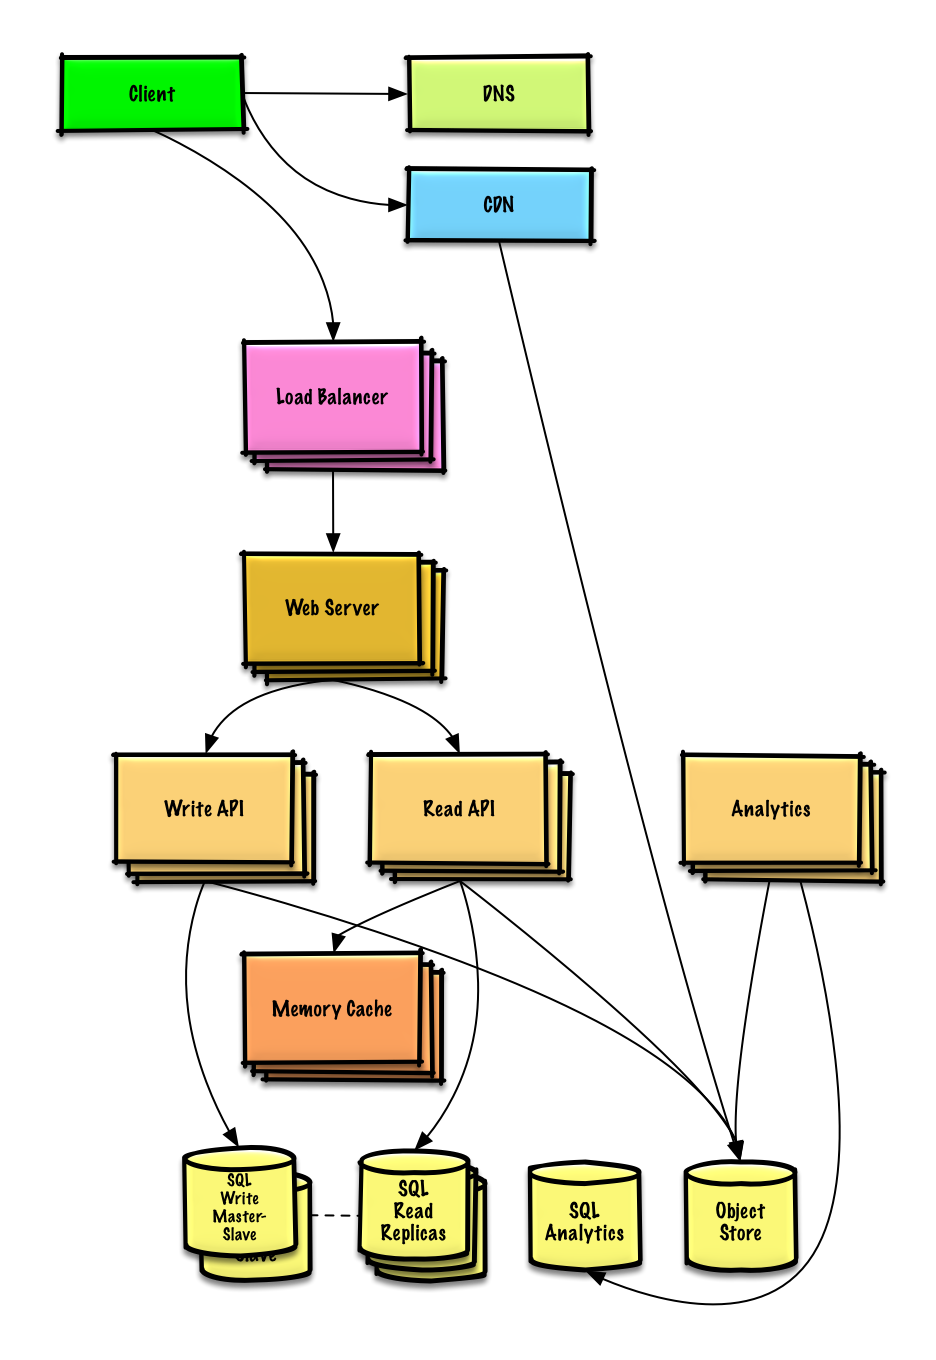 Client
DNS
CDN
Load Balancer
Web Server
Write API
Read API
Analytics
Memory Cache
SQL
Write
Master-
Slave
Slave
SQL
Read
Replicas
SQL
Analytics
Object
Store